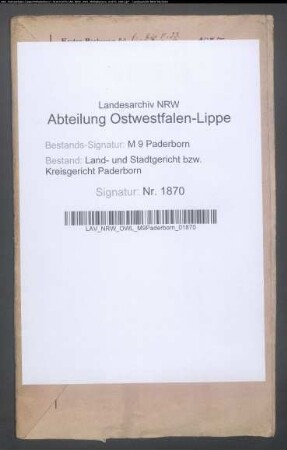 Landesarchiv NRW
Abteilung Ostwestfalen-Lippe
Bestands-Signatur: M 9 Paderborn
Bestand: Land- und Stadtgericht bzw.
Kreisgericht Paderborn
Signatur: Nr. 1870
LAV_NRW_OWL_M9Paderborn_01870